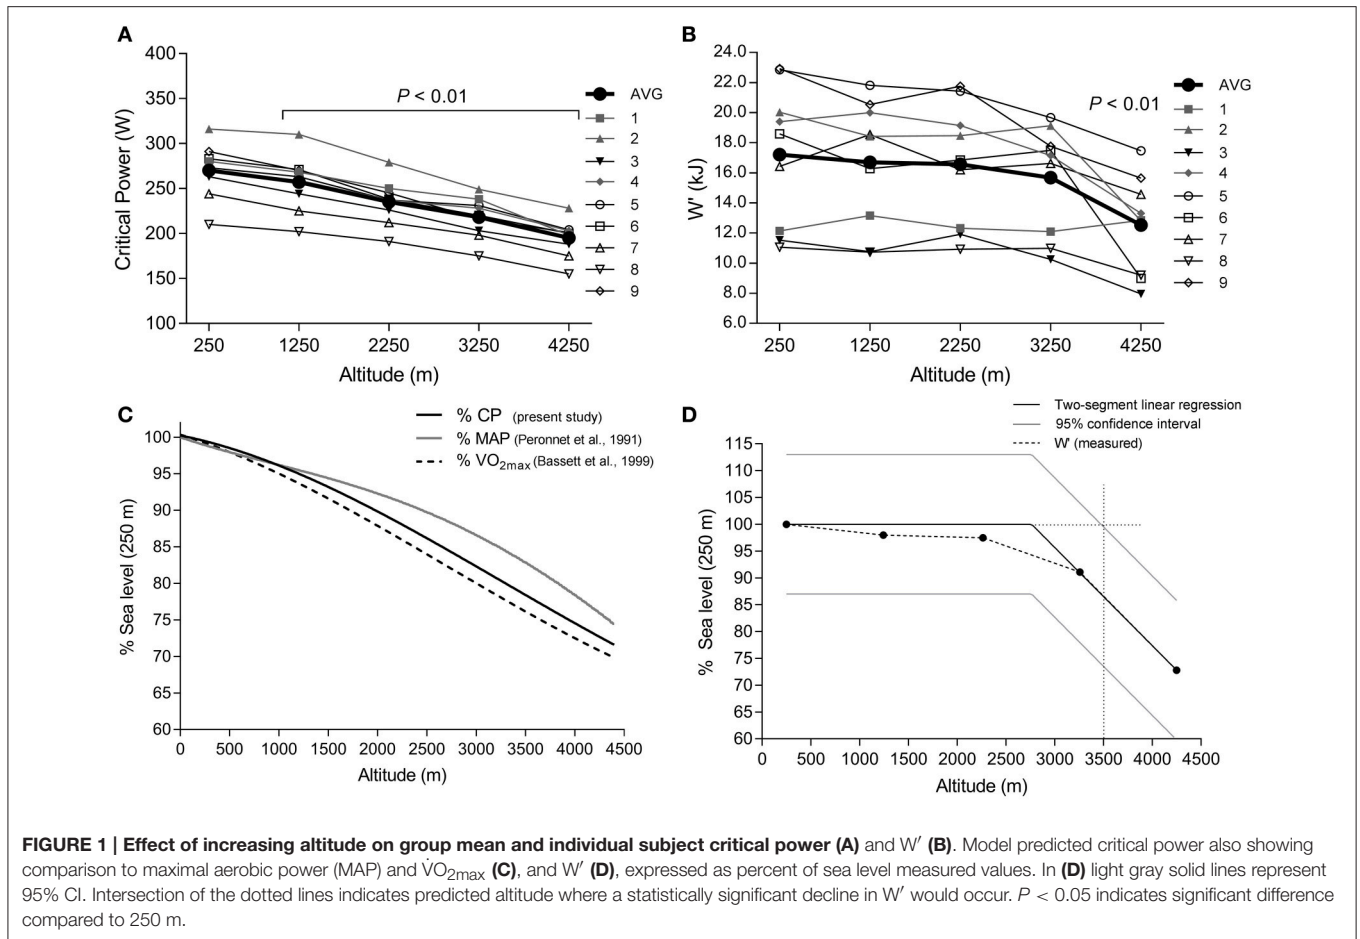 A
400
350
300
250
200
150
100
Critical Power (W)
P < 0.01
250 1250 2250 3250 4250
Altitude (m)
AVG
1
2
3
4
5
6
7
8
9
B
24.0
22.0
20.0
18.0
16.0
14.0
12.0
10.0
8.0
6.0
W' (kJ)
P < 0.01
250 1250 2250 3250 4250
Altitude (m)
AVG
1
2
3
4
5
6
7
8
9
C
% CP (present study)
% MAP (Peronnet et al., 1991)
% VO2max (Bassett et al., 1999)
100
95
90
85
80
75
70
65
60
% Sea level (250 m)
0 500 1000 1500 2000 2500 3000 3500 4000 4500
Altitude (m)
D
Two-segment linear regression
95% confidence interval
W' (measured)
115
110
105
100
95
90
85
80
75
70
65
60
% Sea level (250 m)
0 500 1000 1500 2000 2500 3000 3500 4000 4500
Altitude (m)
FIGURE 1 | Effect of increasing altitude on group mean and individual subject critical power (A) and W′ (B). Model predicted critical power also showing
comparison to maximal aerobic power (MAP) and V̇O2max (C), and W′ (D), expressed as percent of sea level measured values. In (D) light gray solid lines represent
95% CI. Intersection of the dotted lines indicates predicted altitude where a statistically significant decline in W′ would occur. P < 0.05 indicates significant difference
compared to 250 m.